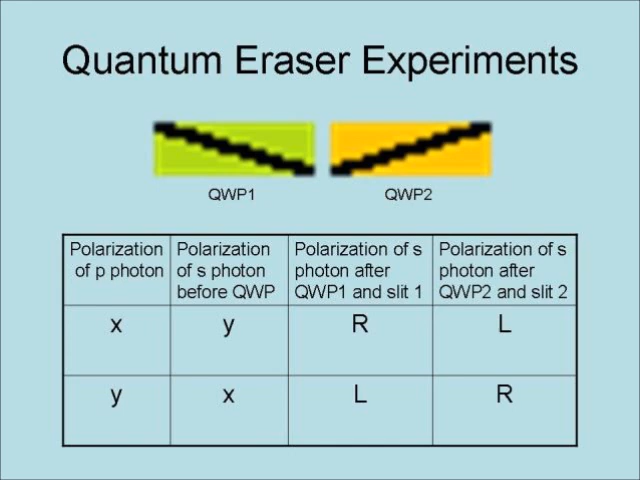 Quantum Eraser Experiments
QWP1 QWP2
Polarization of p photon
Polarization of s photon before QWP
Polarization of s photon after QWP1 and slit 1
Polarization of s photon after QWP2 and slit 2
x y R L
y x L R